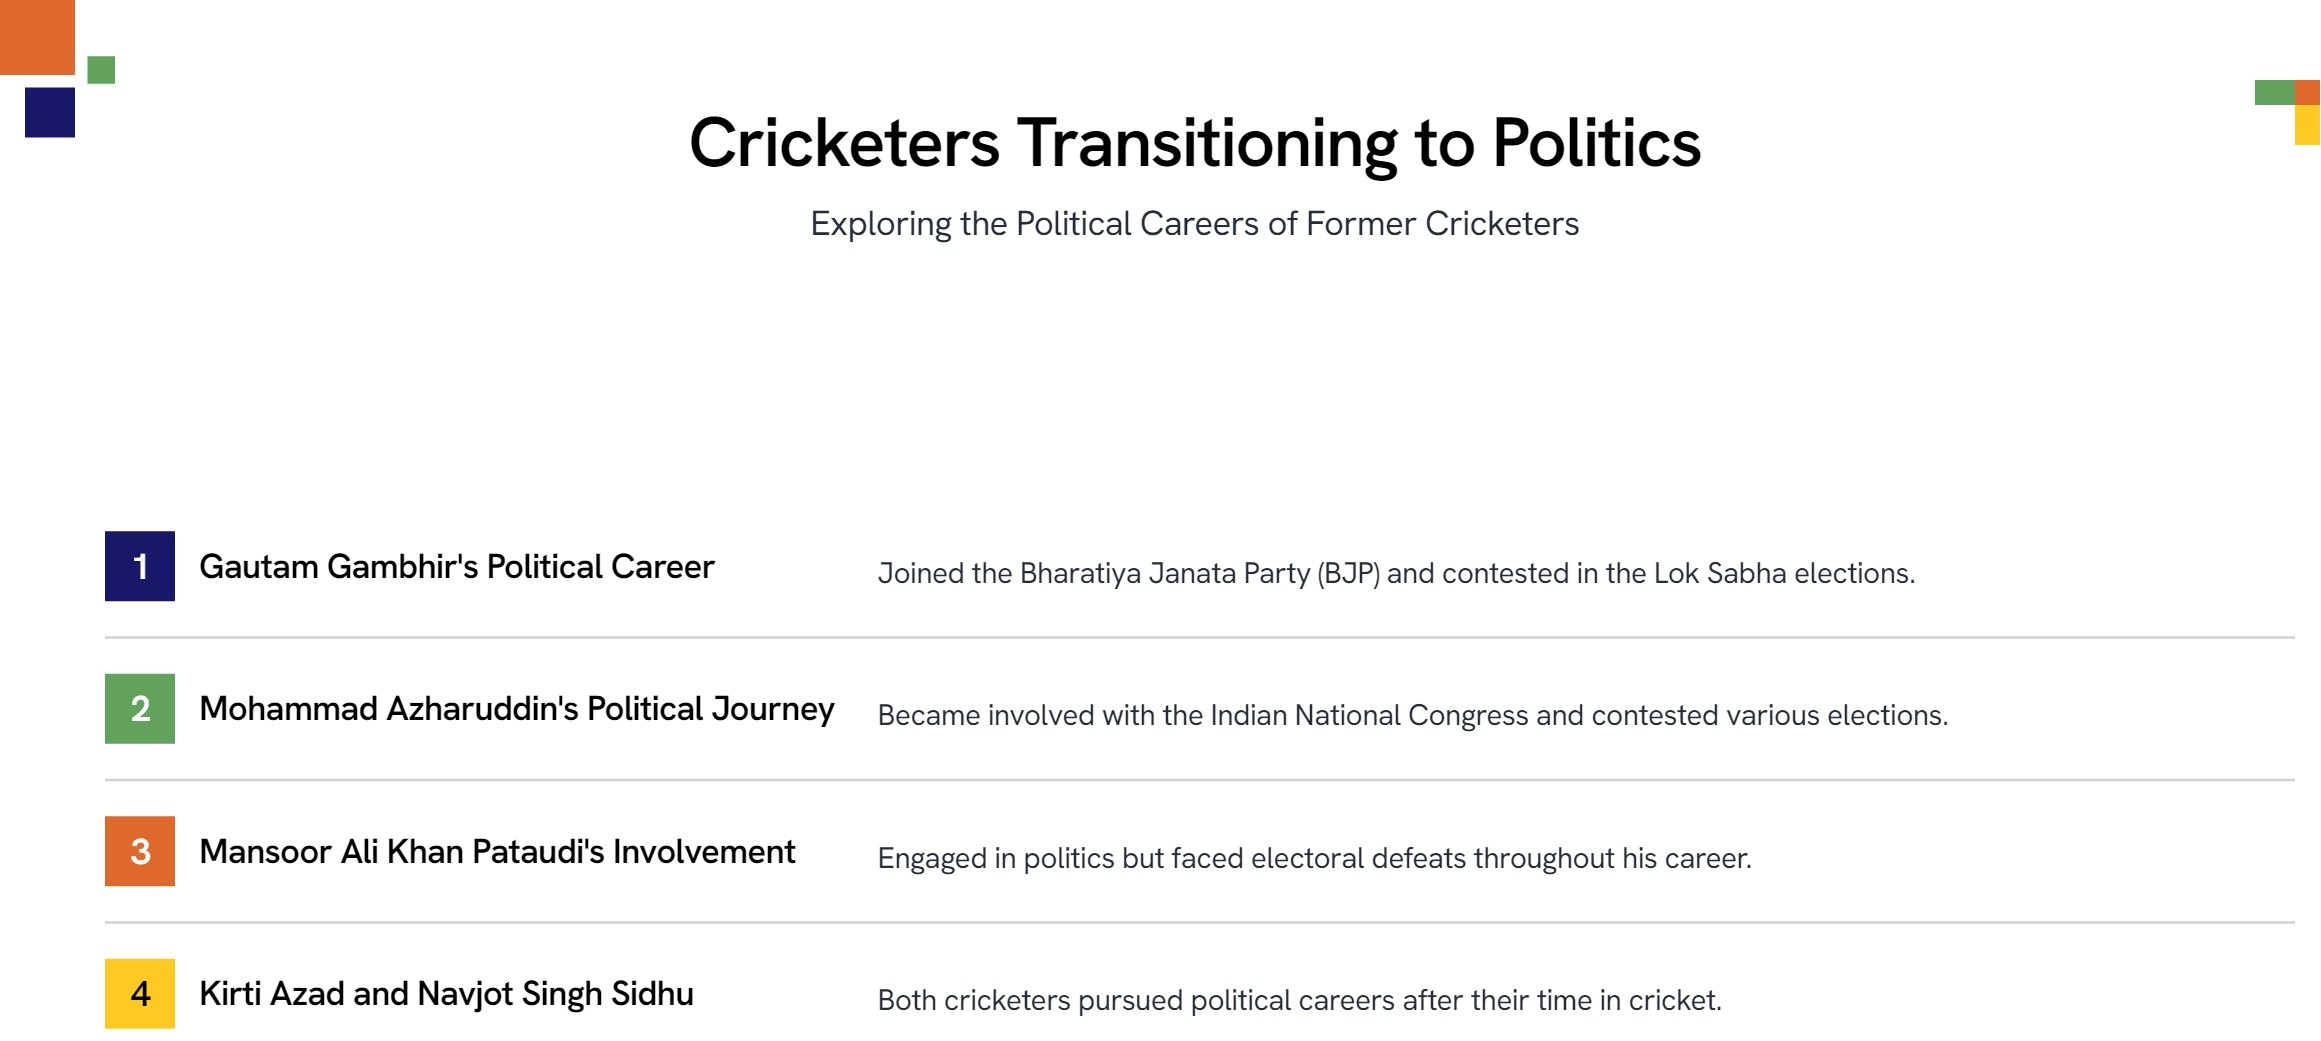 Cricketers Transitioning to Politics
Exploring the Political Careers of Former Cricketers
1 Gautam Gambhir's Political Career Joined the Bharatiya Janata Party (BJP) and contested in the Lok Sabha elections.
2 Mohammad Azharuddin's Political Journey Became involved with the Indian National Congress and contested various elections.
3 Mansoor Ali Khan Pataudi's Involvement Engaged in politics but faced electoral defeats throughout his career.
4 Kirti Azad and Navjot Singh Sidhu Both cricketers pursued political careers after their time in cricket.